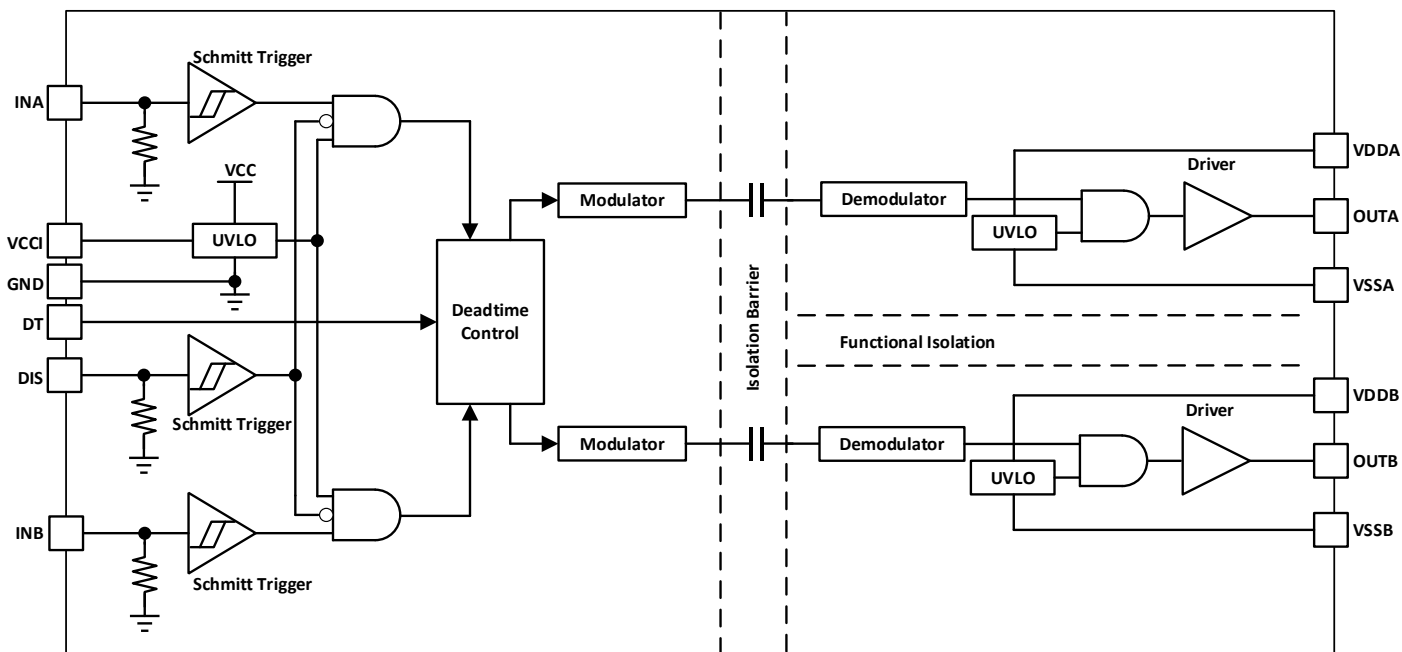 Schmitt Trigger
INA
VCC
VCCI
UVLO
GND
DT
DIS
Schmitt Trigger
INB
Schmitt Trigger
Deadtime
Control
Modulator
Modulator
Isolation Barrier
Demodulator
UVLO
Driver
VDDA
OUTA
VSSA
Functional Isolation
Demodulator
UVLO
Driver
VDDB
OUTB
VSSB